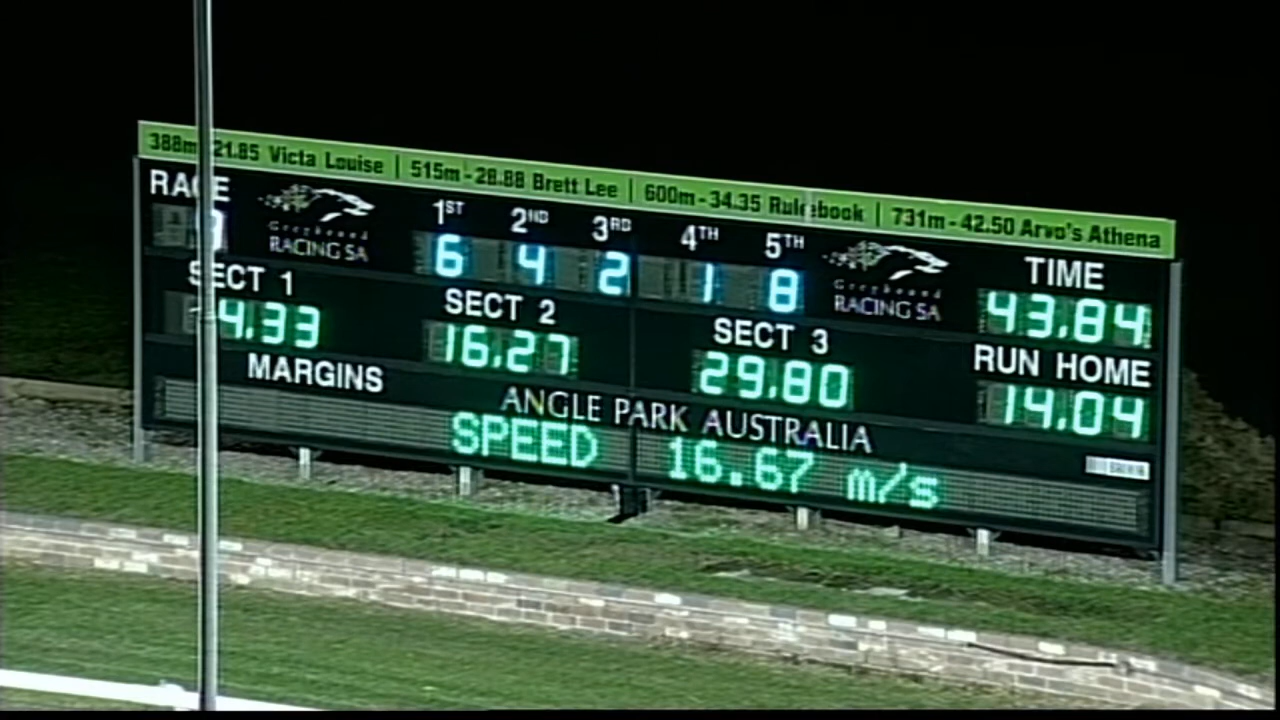 388m-21.85 Victa Louise | 515m-28.88 Brett Lee | 600m-34.35 Rulebook | 731m-42.50 Arvo's Athena
RACE
Greyhound
RACING SA
1ST 2ND 3RD 4TH 5TH
6 4 2 1 8
Greyhound
RACING SA
TIME
43.84
SECT 1
4.33
SECT 2
16.27
SECT 3
29.80
RUN HOME
14.04
MARGINS
ANGLE PARK AUSTRALIA
SPEED 16.67 m/s